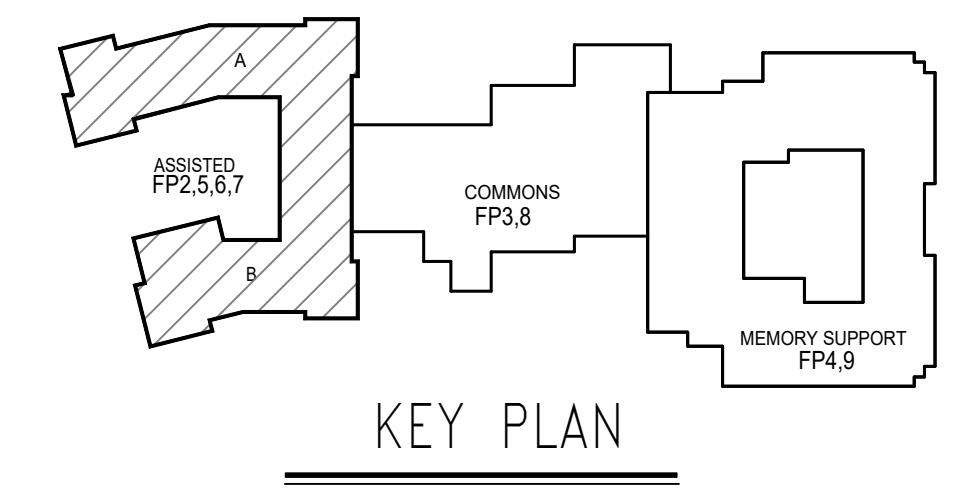 A
ASSISTED
FP2,5,6,7
B
COMMONS
FP3,8
MEMORY SUPPORT
FP4,9
KEY PLAN